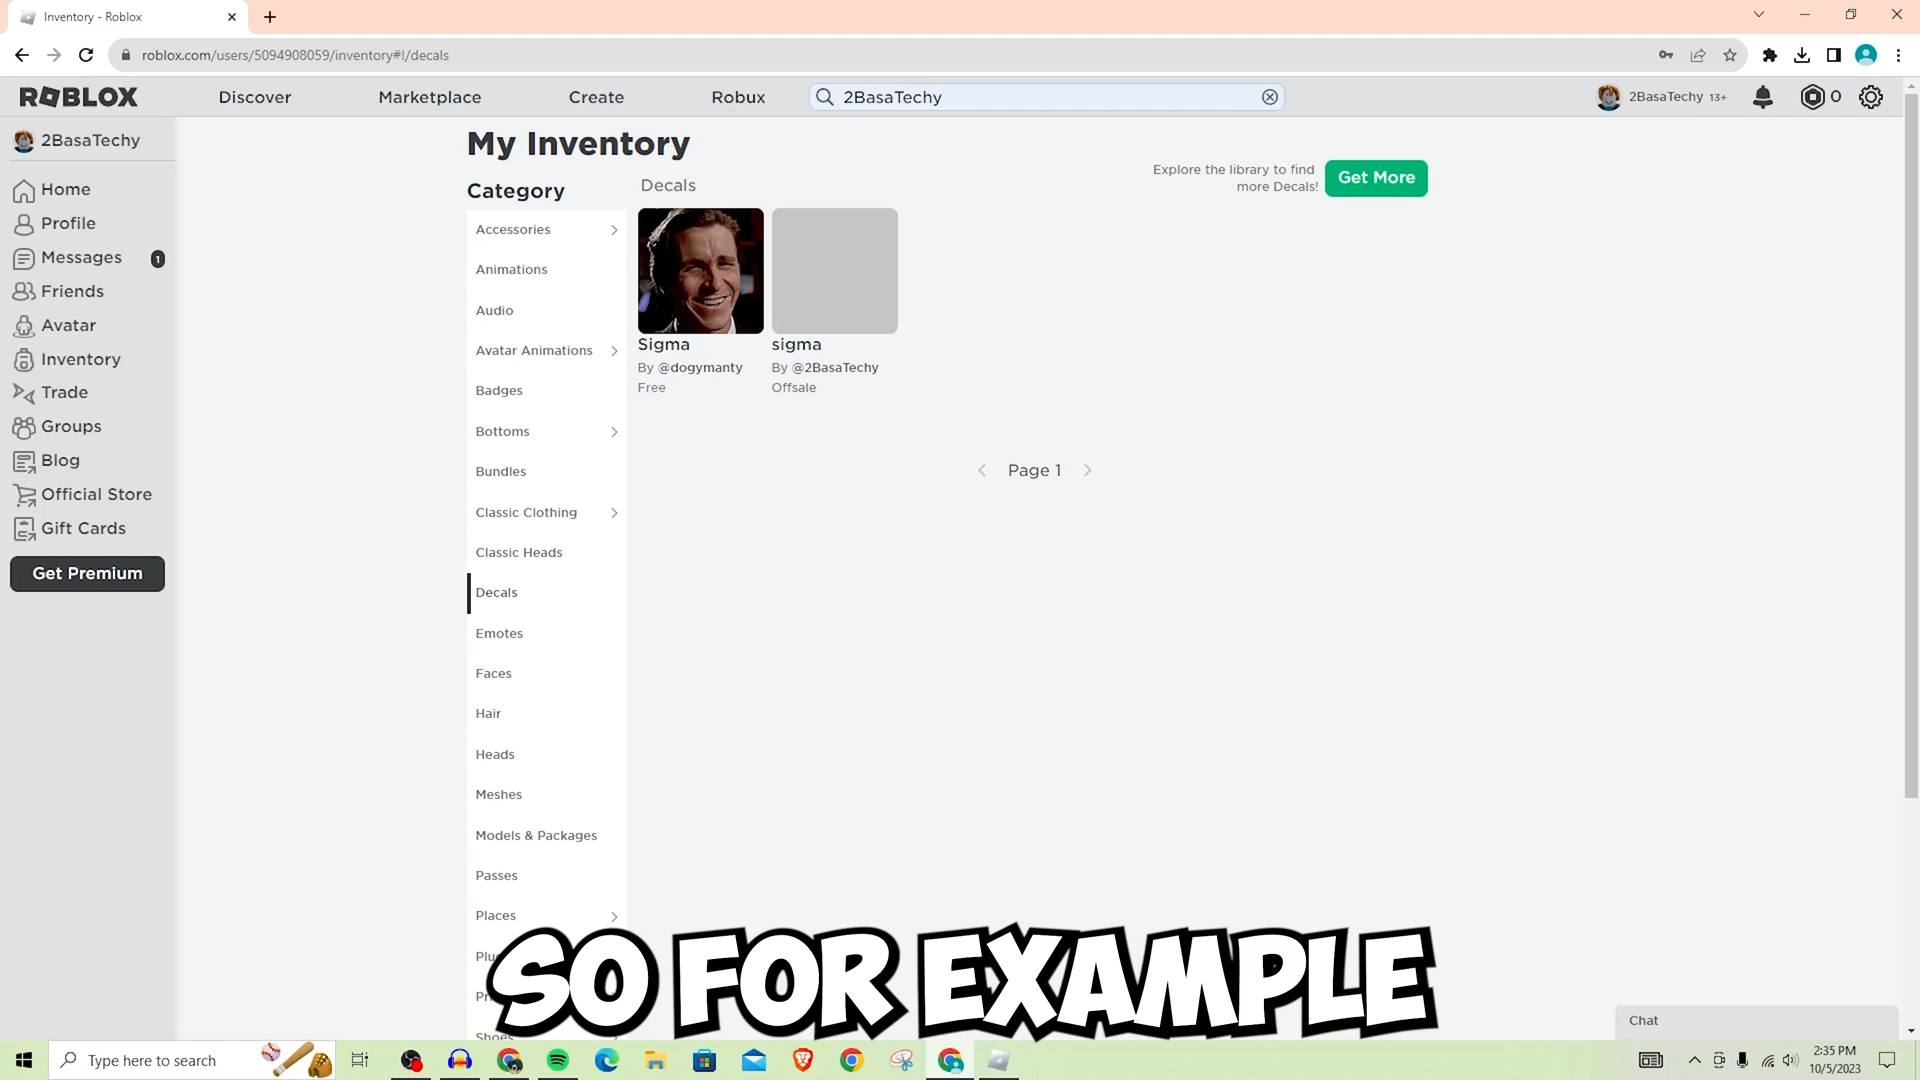 Inventory - Roblox
roblox.com/users/5094908059/inventory#!/decals
ROBLOX
Discover
Marketplace
Create
Robux
2BasaTechy
2BasaTechy 13+
0
2BasaTechy
Home
Profile
Messages
1
Friends
Avatar
Inventory
Trade
Groups
Blog
Official Store
Gift Cards
Get Premium
My Inventory
Category
Accessories
Animations
Audio
Avatar Animations
Badges
Bottoms
Bundles
Classic Clothing
Classic Heads
Decals
Emotes
Faces
Hair
Heads
Meshes
Models & Packages
Passes
Places
Decals
Explore the library to find
more Decals!
Get More
Sigma
By @dogymanty
Free
sigma
By @2BasaTechy
Offsale
Page 1
SO FOR EXAMPLE
Chat
Type here to search
2:35 PM
10/5/2023